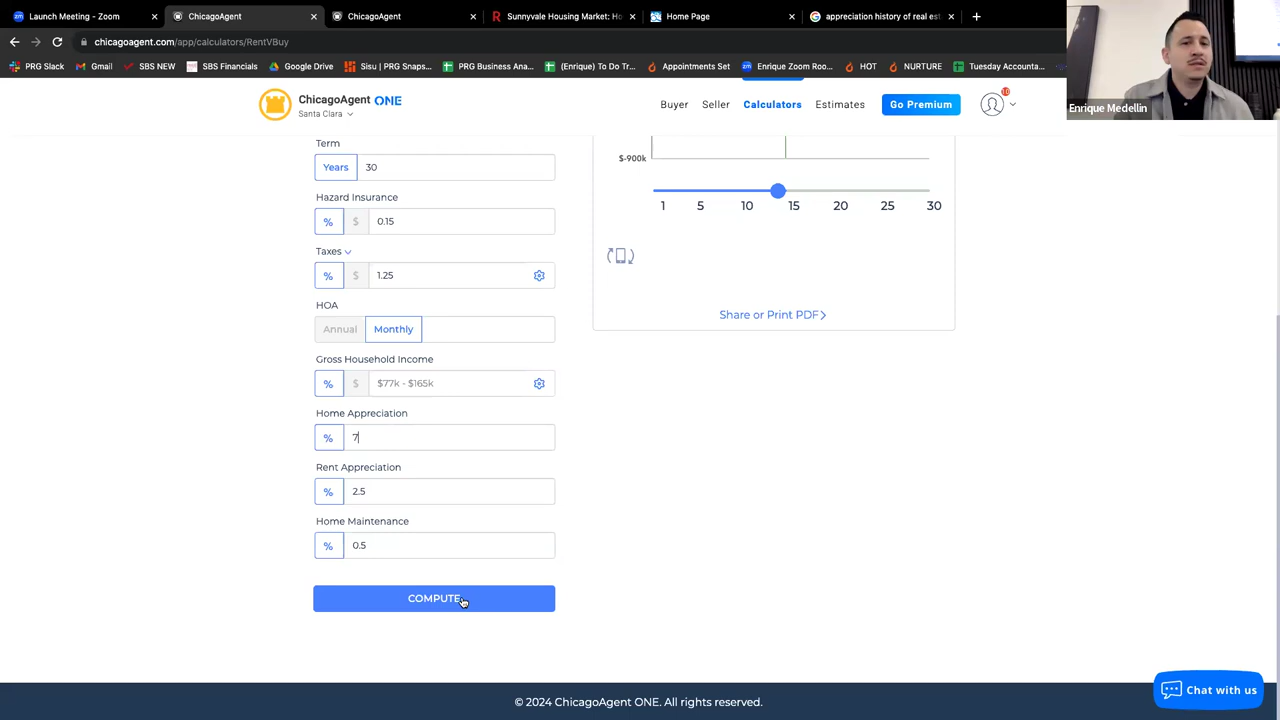 Launch Meeting - Zoom
ChicagoAgent
ChicagoAgent
Sunnyvale Housing Market: Ho
Home Page
appreciation history of real est
chicagoagent.com/app/calculators/RentVBuy
PRG Slack
Gmail
SBS NEW
SBS Financials
Google Drive
Sisu | PRG Snaps...
PRG Business Ana...
(Enrique) To Do Tr...
Appointments Set
Enrique Zoom Roo...
HOT
NURTURE
Tuesday Accounta...
Enrique Medellin
ChicagoAgent ONE
Santa Clara
Buyer
Seller
Calculators
Estimates
Go Premium
10
Term
Years 30
Hazard Insurance
% $ 0.15
Taxes
% $ 1.25
HOA
Annual Monthly
Gross Household Income
% $ $77k - $165k
Home Appreciation
% 7
Rent Appreciation
% 2.5
Home Maintenance
% 0.5
COMPUTE
$-900k
1 5 10 15 20 25 30
Share or Print PDF
© 2024 ChicagoAgent ONE. All rights reserved.
Chat with us